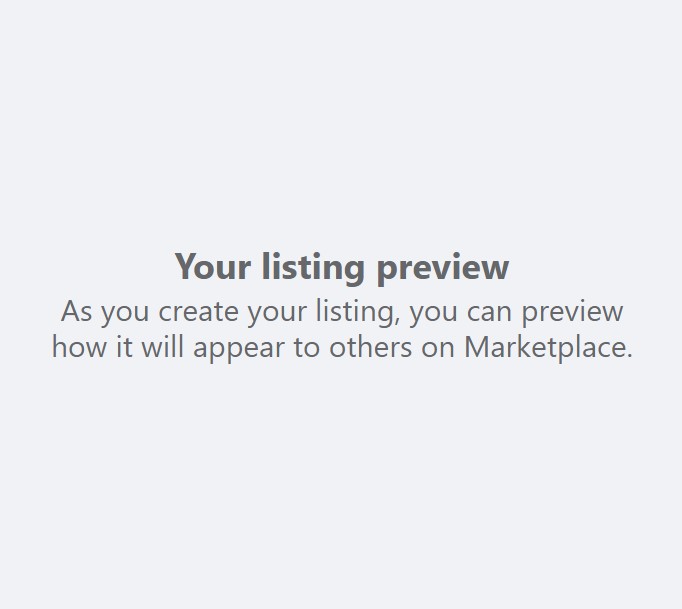 Your listing preview
As you create your listing, you can preview
how it will appear to others on Marketplace.